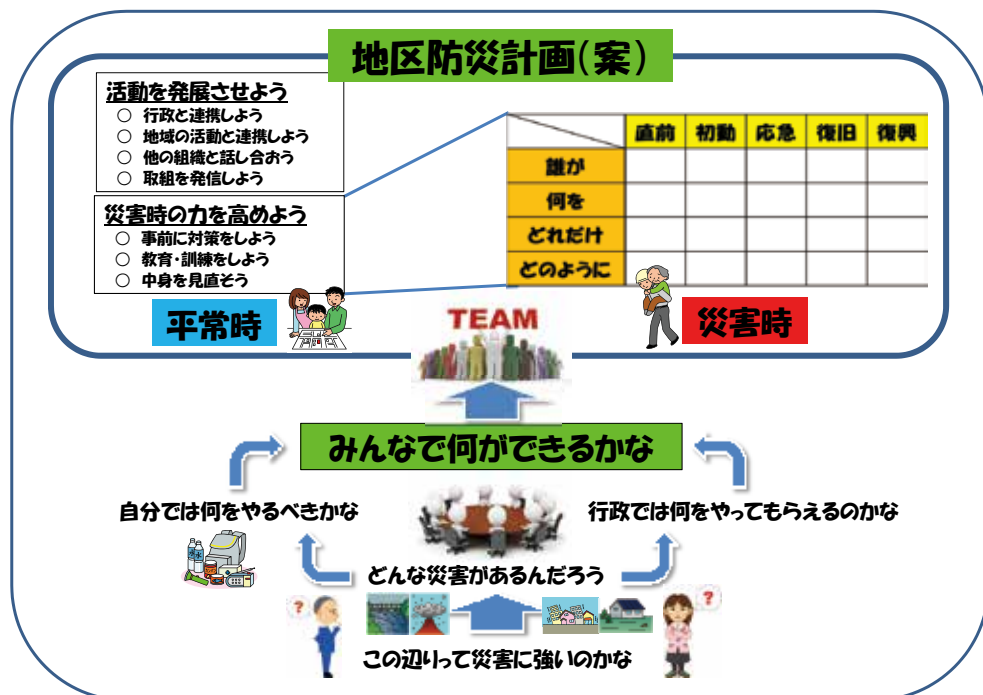 地区防災計画(案)
活動を発展させよう
○ 行政と連携しよう
○ 地域の活動と連携しよう
○ 他の組織と話し合おう
○ 取組を発信しよう
災害時の力を高めよう
○ 事前に対策をしよう
○ 教育・訓練をしよう
○ 中身を見直そう
平常時
直前 初動 応急 復旧 復興
誰が
何を
どれだけ
どのように
災害時
TEAM
みんなで何ができるかな
自分では何をやるべきかな
行政では何をやってもらえるのかな
どんな災害があるんだろう
?
?
この辺りって災害に強いのかな